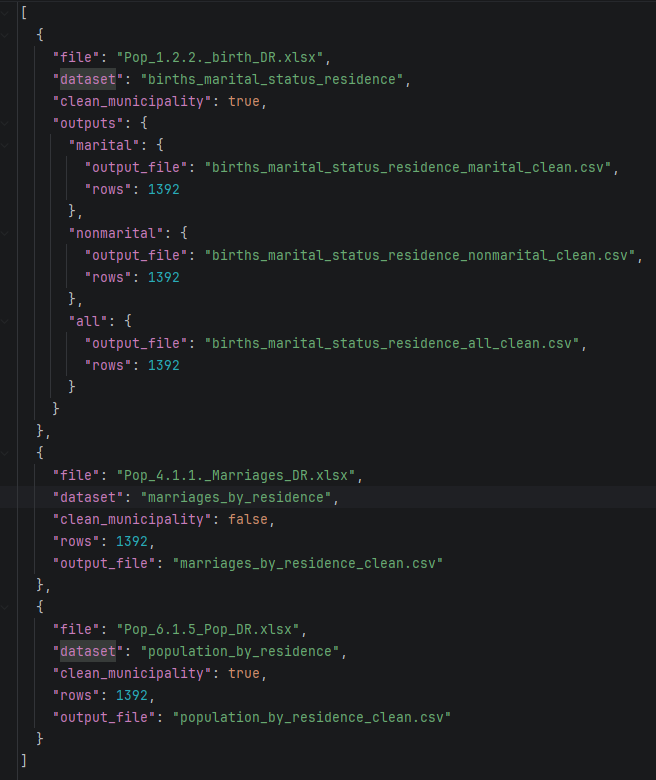 [
  {
    "file": "Pop_1.2.2._birth_DR.xlsx",
    "dataset": "births_marital_status_residence",
    "clean_municipality": true,
    "outputs": {
      "marital": {
        "output_file": "births_marital_status_residence_marital_clean.csv",
        "rows": 1392
      },
      "nonmarital": {
        "output_file": "births_marital_status_residence_nonmarital_clean.csv",
        "rows": 1392
      },
      "all": {
        "output_file": "births_marital_status_residence_all_clean.csv",
        "rows": 1392
      }
    }
  },
  {
    "file": "Pop_4.1.1._Marriages_DR.xlsx",
    "dataset": "marriages_by_residence",
    "clean_municipality": false,
    "rows": 1392,
    "output_file": "marriages_by_residence_clean.csv"
  },
  {
    "file": "Pop_6.1.5_Pop_DR.xlsx",
    "dataset": "population_by_residence",
    "clean_municipality": true,
    "rows": 1392,
    "output_file": "population_by_residence_clean.csv"
  }
]